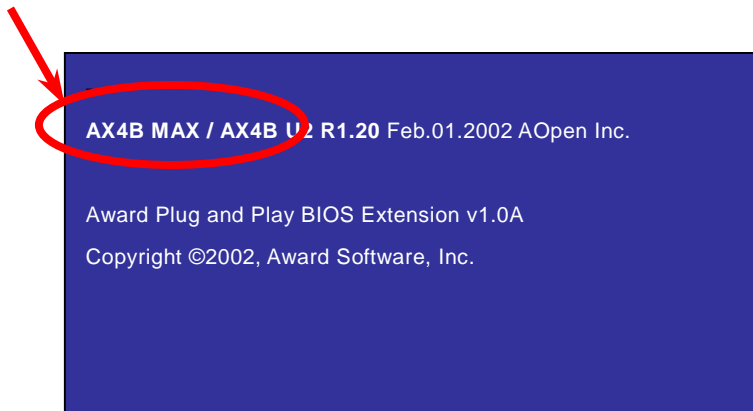 AX4B MAX / AX4B U2 R1.20 Feb.01.2002 AOpen Inc.
Award Plug and Play BIOS Extension v1.0A
Copyright ©2002, Award Software, Inc.